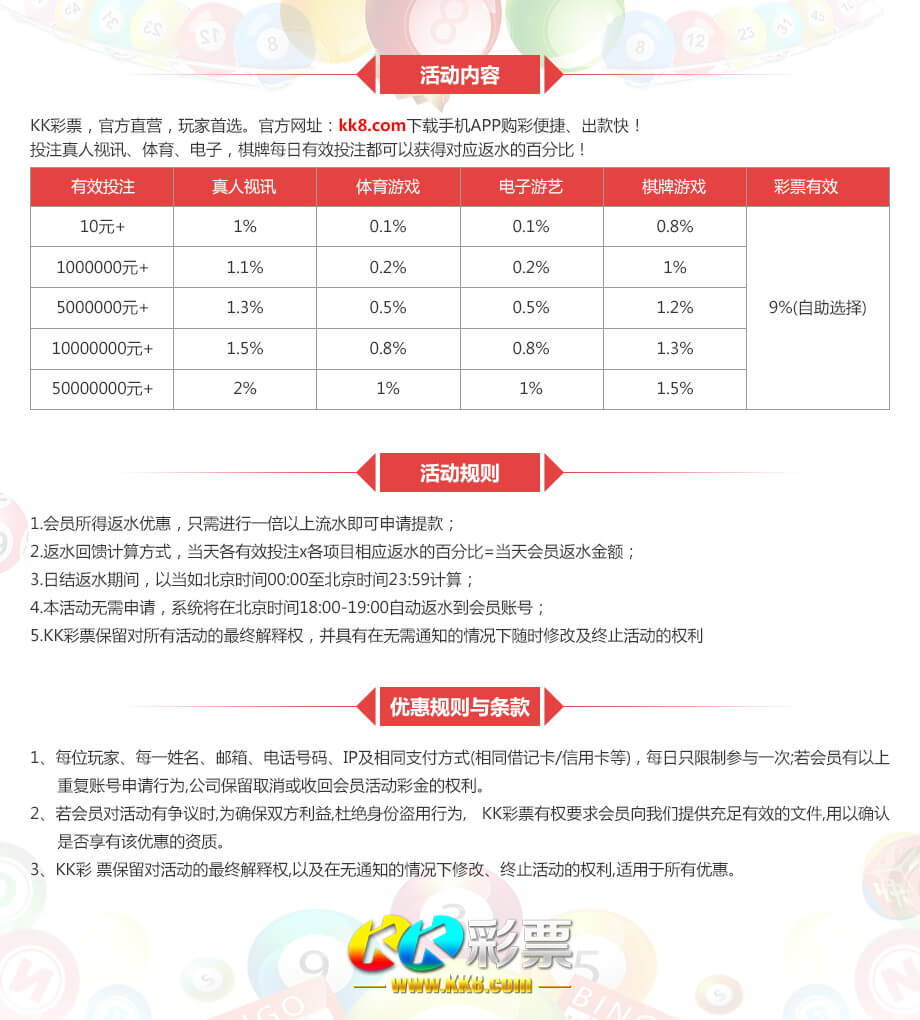 活动内容
KK彩票，官方直营，玩家首选。官方网址：kk8.com下载手机APP购彩便捷、出款快！
投注真人视讯、体育、电子，棋牌每日有效投注都可以获得对应返水的百分比！
有效投注 真人视讯 体育游戏 电子游艺 棋牌游戏 彩票有效
10元+ 1% 0.1% 0.1% 0.8%
1000000元+ 1.1% 0.2% 0.2% 1%
5000000元+ 1.3% 0.5% 0.5% 1.2% 9%(自助选择)
10000000元+ 1.5% 0.8% 0.8% 1.3%
50000000元+ 2% 1% 1% 1.5%
活动规则
1.会员所得返水优惠，只需进行一倍以上流水即可申请提款；
2.返水回馈计算方式，当天各有效投注x各项目相应返水的百分比=当天会员返水金额；
3.日结返水期间，以当如北京时间00:00至北京时间23:59计算；
4.本活动无需申请，系统将在北京时间18:00-19:00自动返水到会员账号；
5.KK彩票保留对所有活动的最终解释权，并具有在无需通知的情况下随时修改及终止活动的权利
优惠规则与条款
1、每位玩家、每一姓名、邮箱、电话号码、IP及相同支付方式(相同借记卡/信用卡等)，每日只限制参与一次;若会员有以上
重复账号申请行为,公司保留取消或收回会员活动彩金的权利。
2、若会员对活动有争议时,为确保双方利益,杜绝身份盗用行为, KK彩票有权要求会员向我们提供充足有效的文件,用以确认
是否享有该优惠的资质。
3、KK彩 票保留对活动的最终解释权,以及在无通知的情况下修改、终止活动的权利,适用于所有优惠。
KK彩票
www.KK8.com